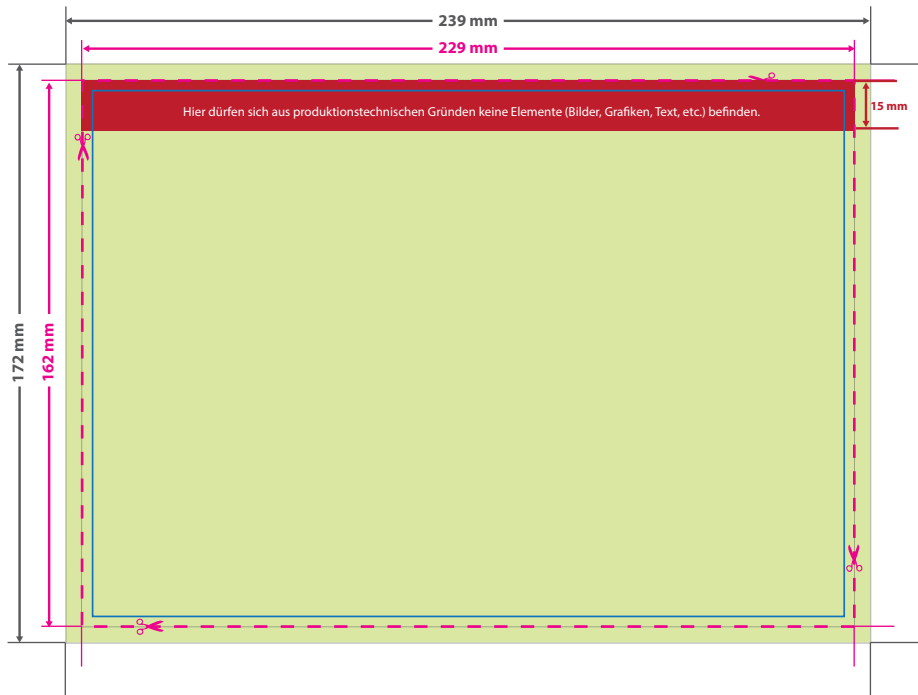 239 mm
229 mm
Hier dürfen sich aus produktionstechnischen Gründen keine Elemente (Bilder, Grafiken, Text, etc.) befinden.
15 mm
172 mm
162 mm